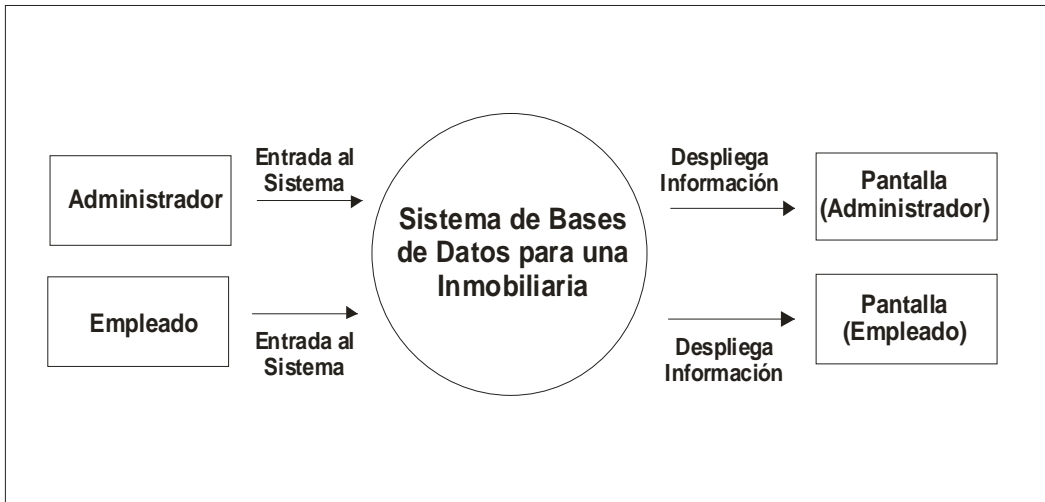 Administrador
Entrada al
Sistema
Empleado
Entrada al
Sistema
Sistema de Bases
de Datos para una
Inmobiliaria
Despliega
Información
Pantalla
(Administrador)
Despliega
Información
Pantalla
(Empleado)